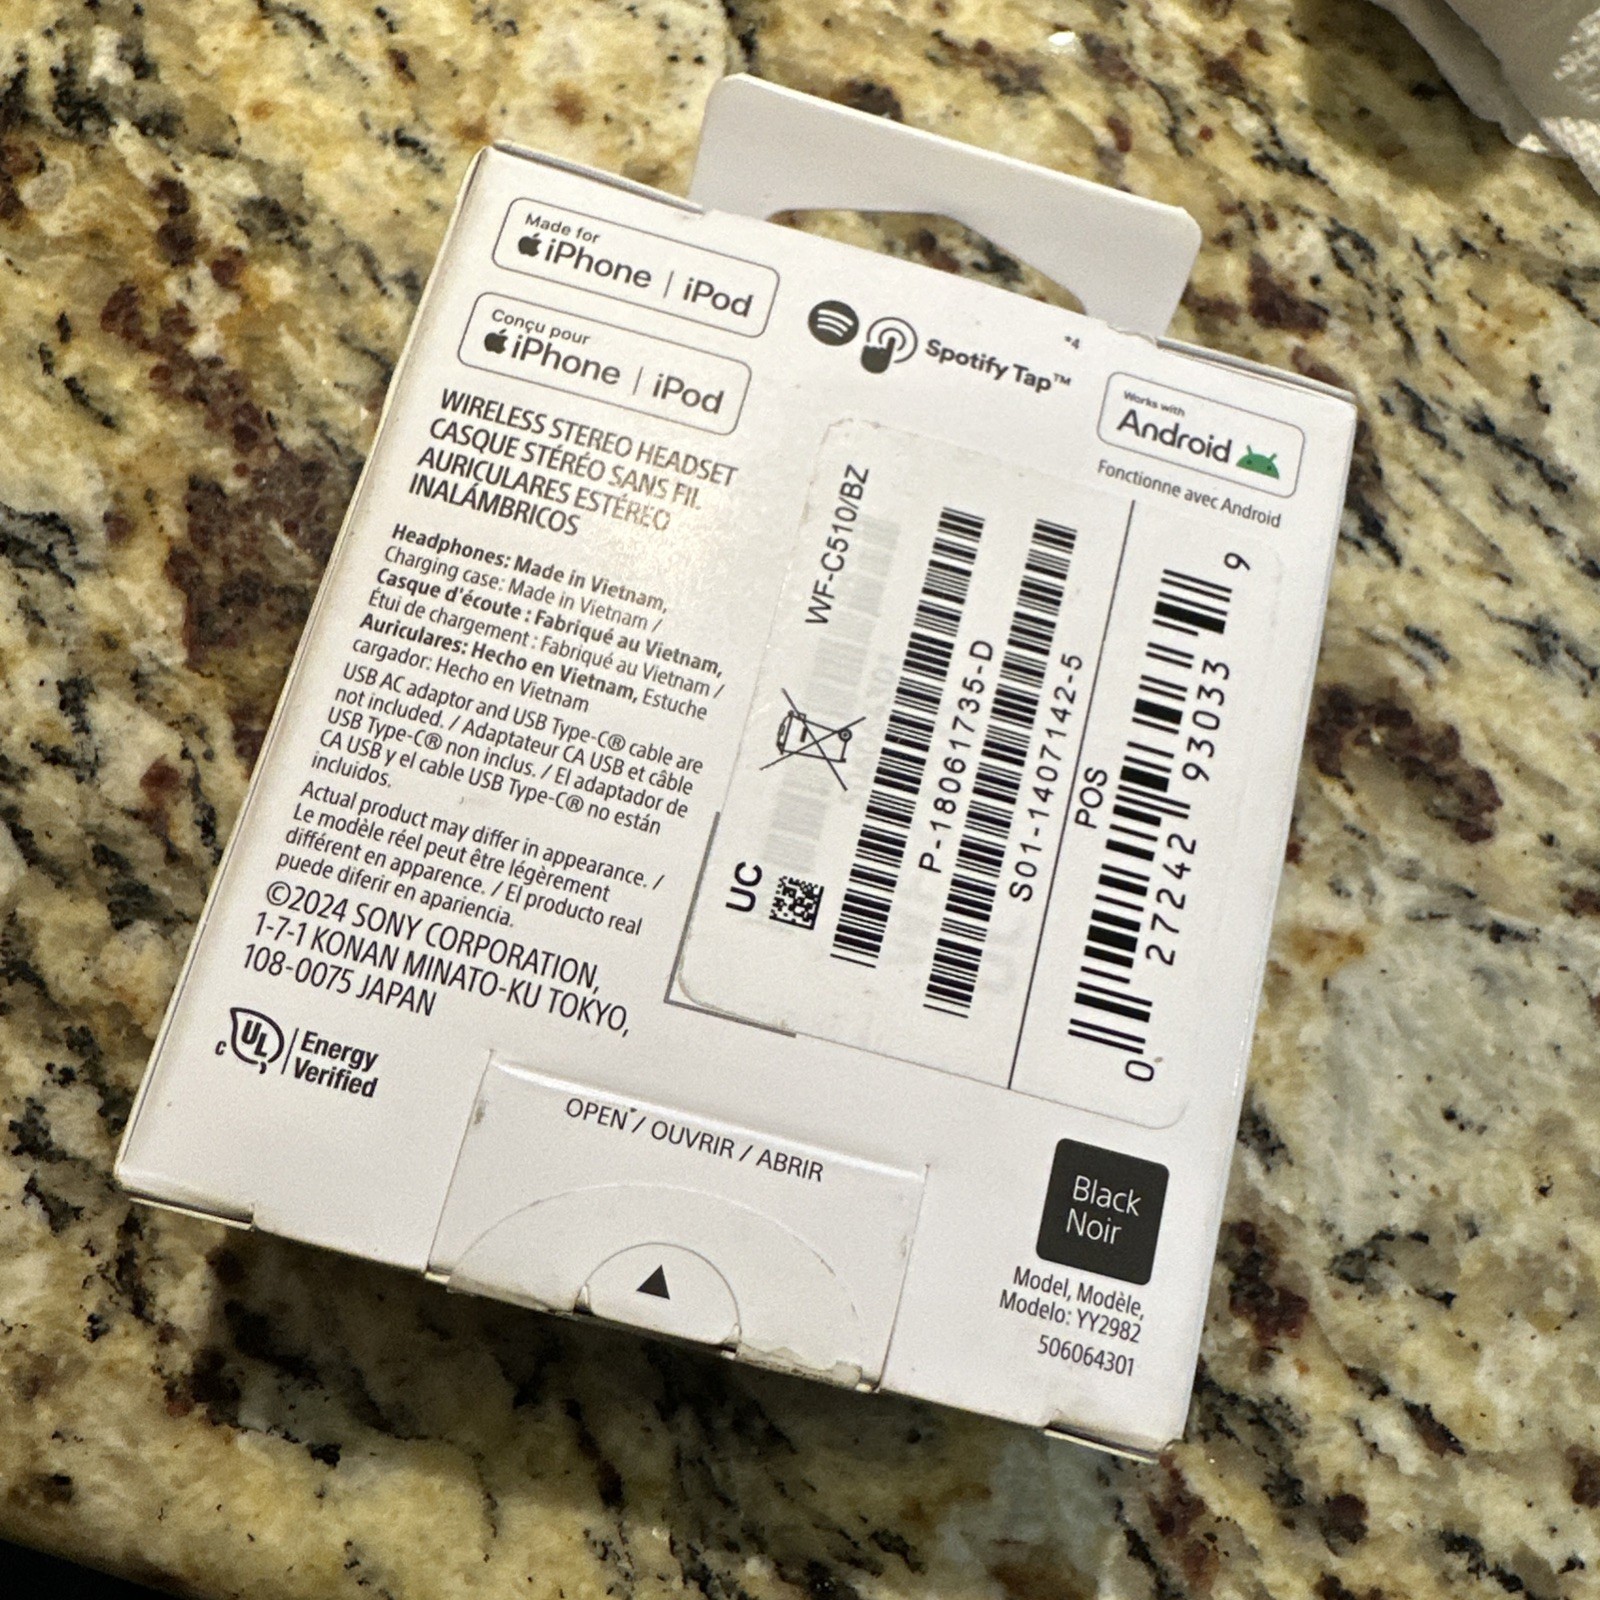 Made for
iPhone | iPod
Conçu pour
iPhone | iPod
Spotify Tap™ *4
Works with
Android
Fonctionne avec Android
WIRELESS STEREO HEADSET
CASQUE STÉRÉO SANS FIL
AURICULARES ESTÉREO
INALÁMBRICOS
Headphones: Made in Vietnam,
Charging case: Made in Vietnam /
Casque d'écoute : Fabriqué au Vietnam,
Étui de chargement : Fabriqué au Vietnam /
Auriculares: Hecho en Vietnam, Estuche
cargador: Hecho en Vietnam
USB AC adaptor and USB Type-C® cable are
not included. / Adaptateur CA USB et câble
USB Type-C® non inclus. / El adaptador de
CA USB y el cable USB Type-C® no están
incluidos.
Actual product may differ in appearance. /
Le modèle réel peut être légèrement
différent en apparence. / El producto real
puede diferir en apariencia.
©2024 SONY CORPORATION,
1-7-1 KONAN MINATO-KU TOKYO,
108-0075 JAPAN
c UL Energy
Verified
WF-C510/BZ
UC
P-18061735-D
S01-1407142-5
POS
0 27242 93033 9
OPEN / OUVRIR / ABRIR
Black
Noir
Model, Modèle,
Modelo: YY2982
506064301